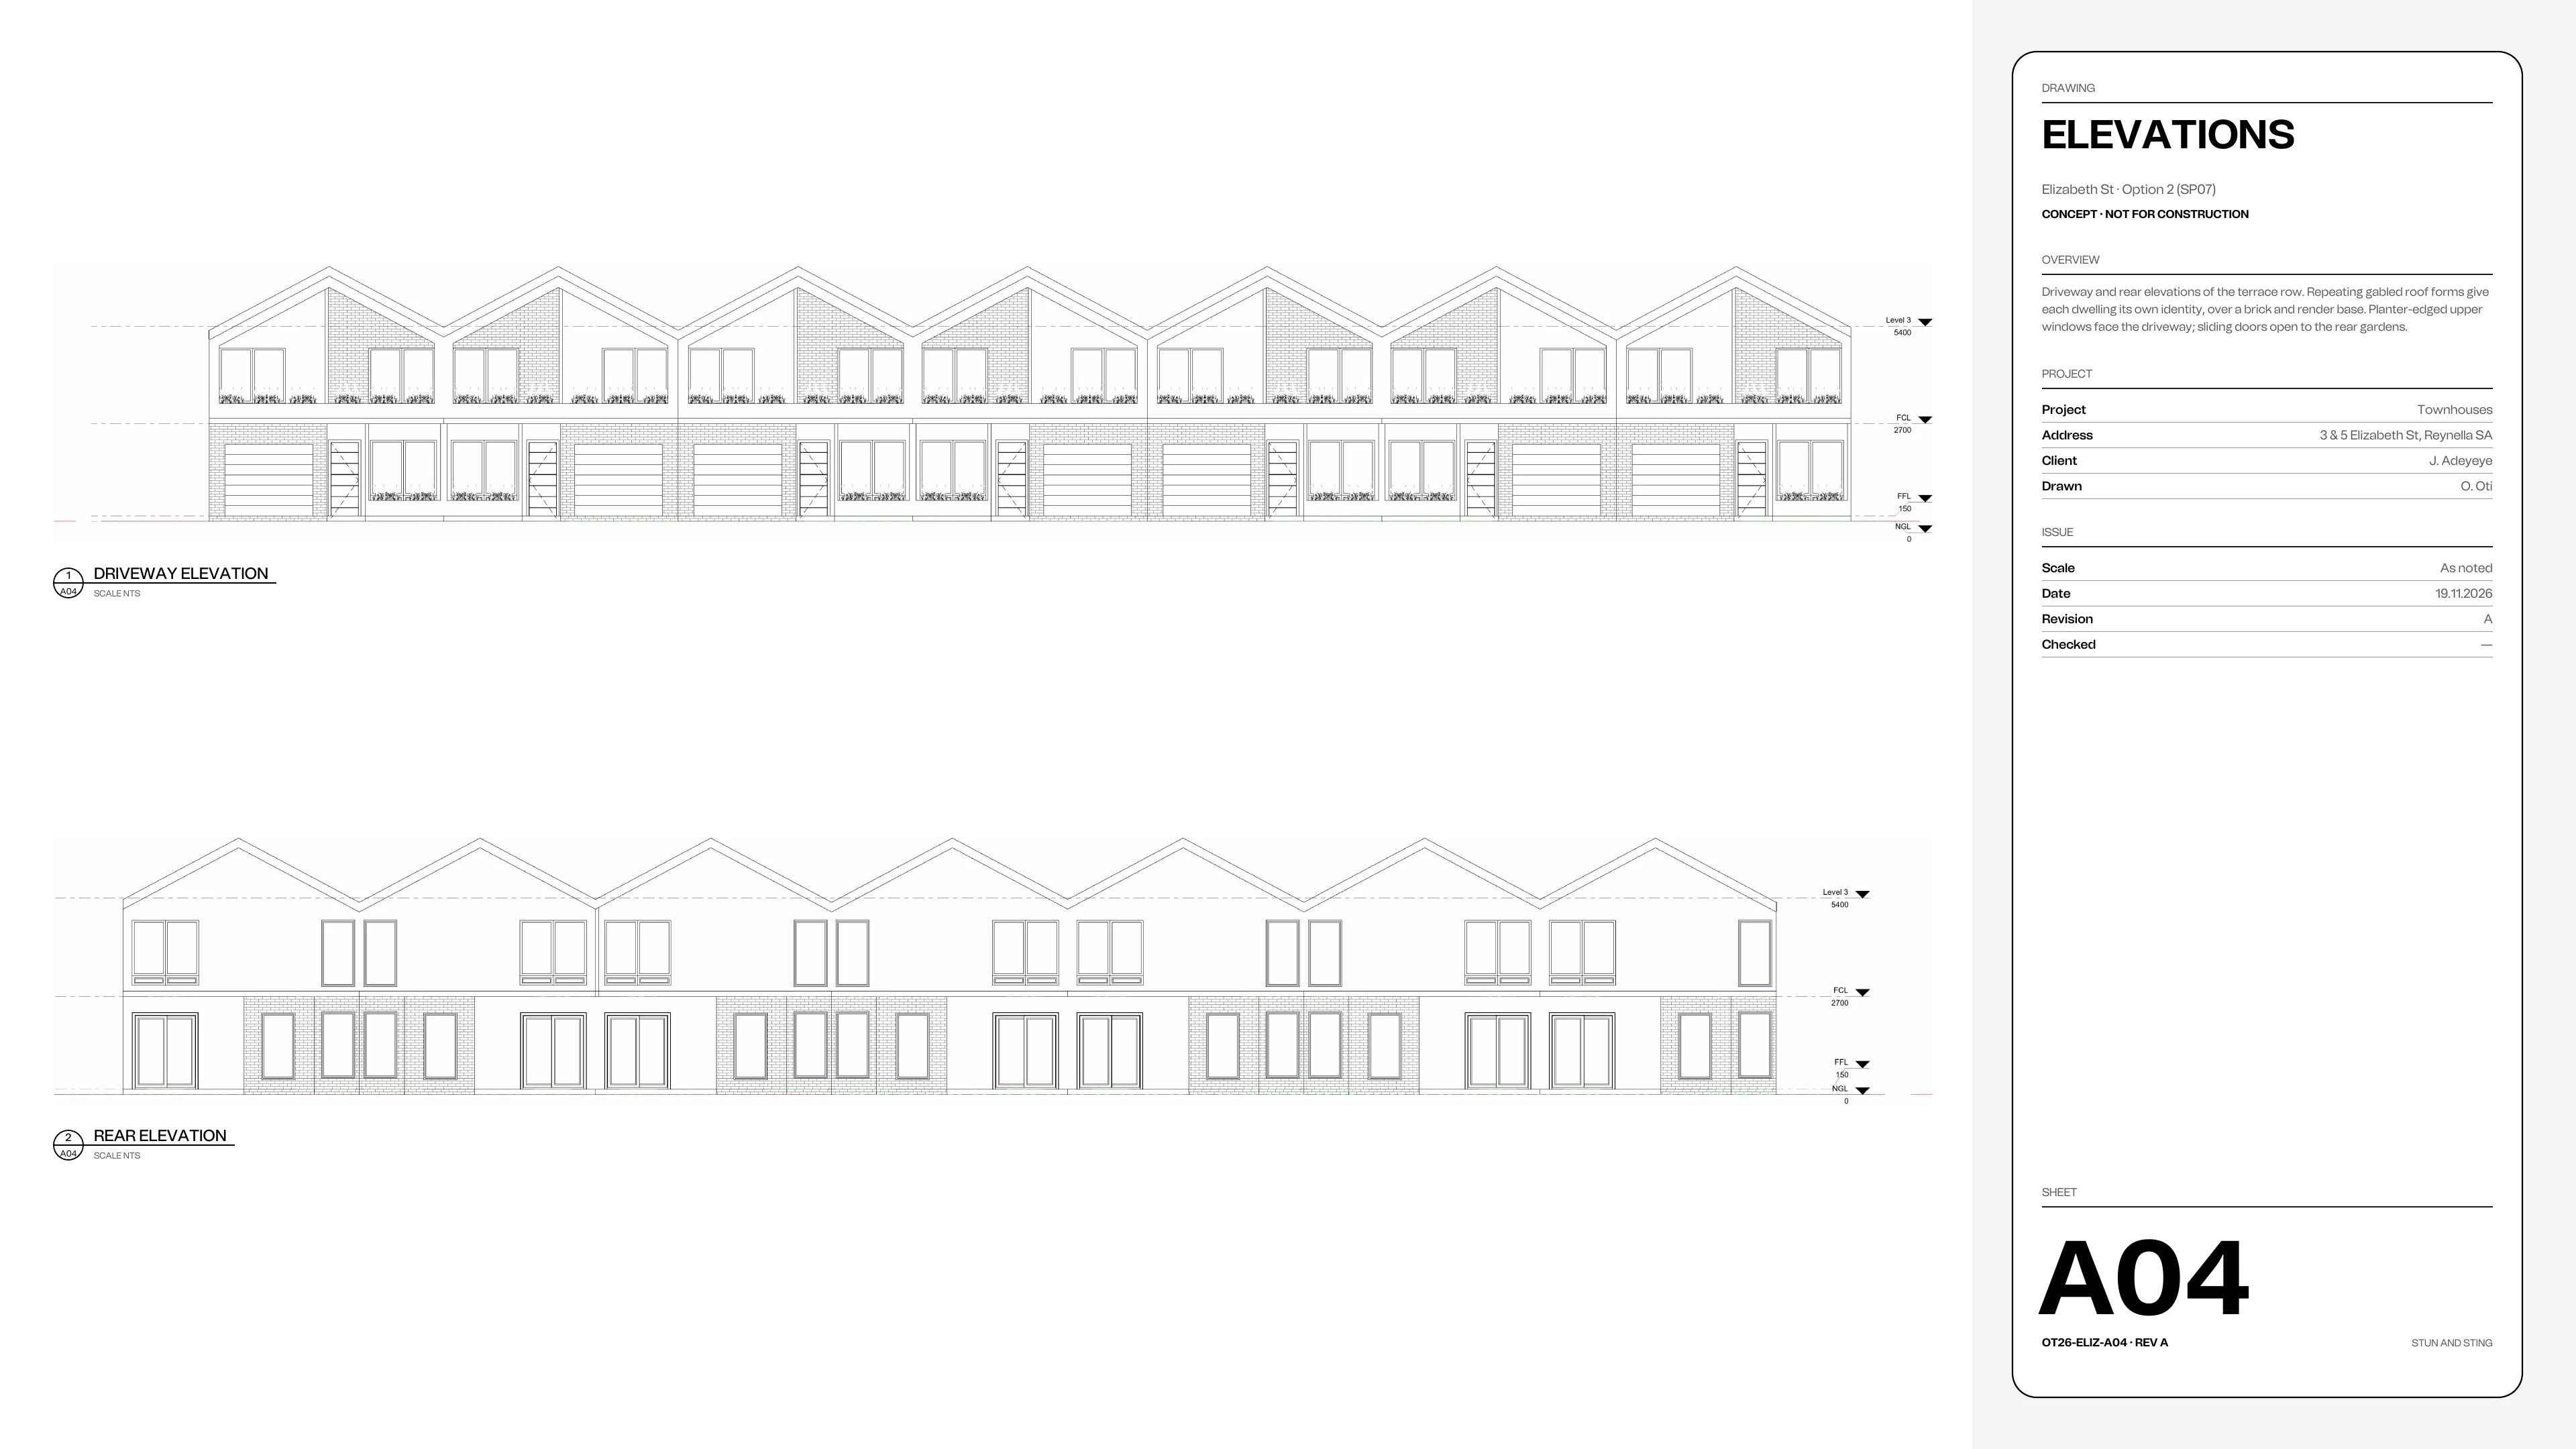 Level 3
5400
FCL
2700
FFL
150
NGL
0
1
A04
DRIVEWAY ELEVATION
SCALE NTS
Level 3
5400
FCL
2700
FFL
150
NGL
0
2
A04
REAR ELEVATION
SCALE NTS
DRAWING
ELEVATIONS
Elizabeth St · Option 2 (SP07)
CONCEPT · NOT FOR CONSTRUCTION
OVERVIEW
Driveway and rear elevations of the terrace row. Repeating gabled roof forms give
each dwelling its own identity, over a brick and render base. Planter-edged upper
windows face the driveway; sliding doors open to the rear gardens.
PROJECT
Project Townhouses
Address 3 & 5 Elizabeth St, Reynella SA
Client J. Adeyeye
Drawn O. Oti
ISSUE
Scale As noted
Date 19.11.2026
Revision A
Checked —
SHEET
A04
OT26-ELIZ-A04 · REV A STUN AND STING